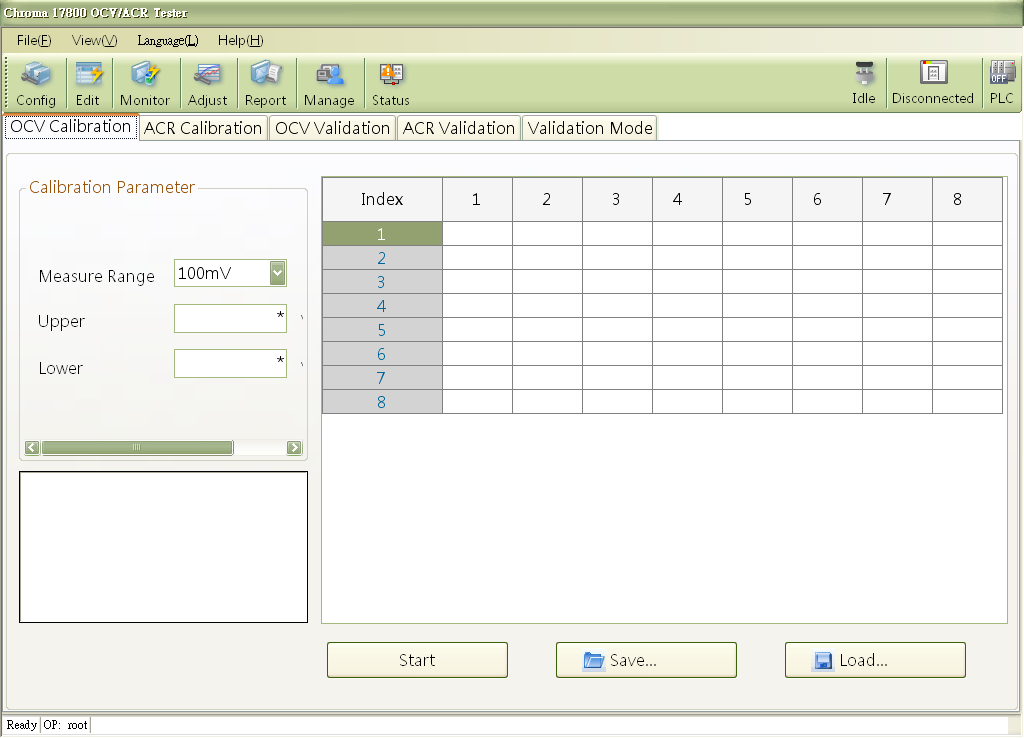 Chroma 17800 OCV/ACR Tester
File(F) View(V) Language(L) Help(H)
Config Edit Monitor Adjust Report Manage Status Idle Disconnected OFF PLC
OCV Calibration ACR Calibration OCV Validation ACR Validation Validation Mode
Calibration Parameter
Measure Range 100mV
Upper *
Lower *
Index 1 2 3 4 5 6 7 8
1
2
3
4
5
6
7
8
Start Save... Load...
Ready OP: root